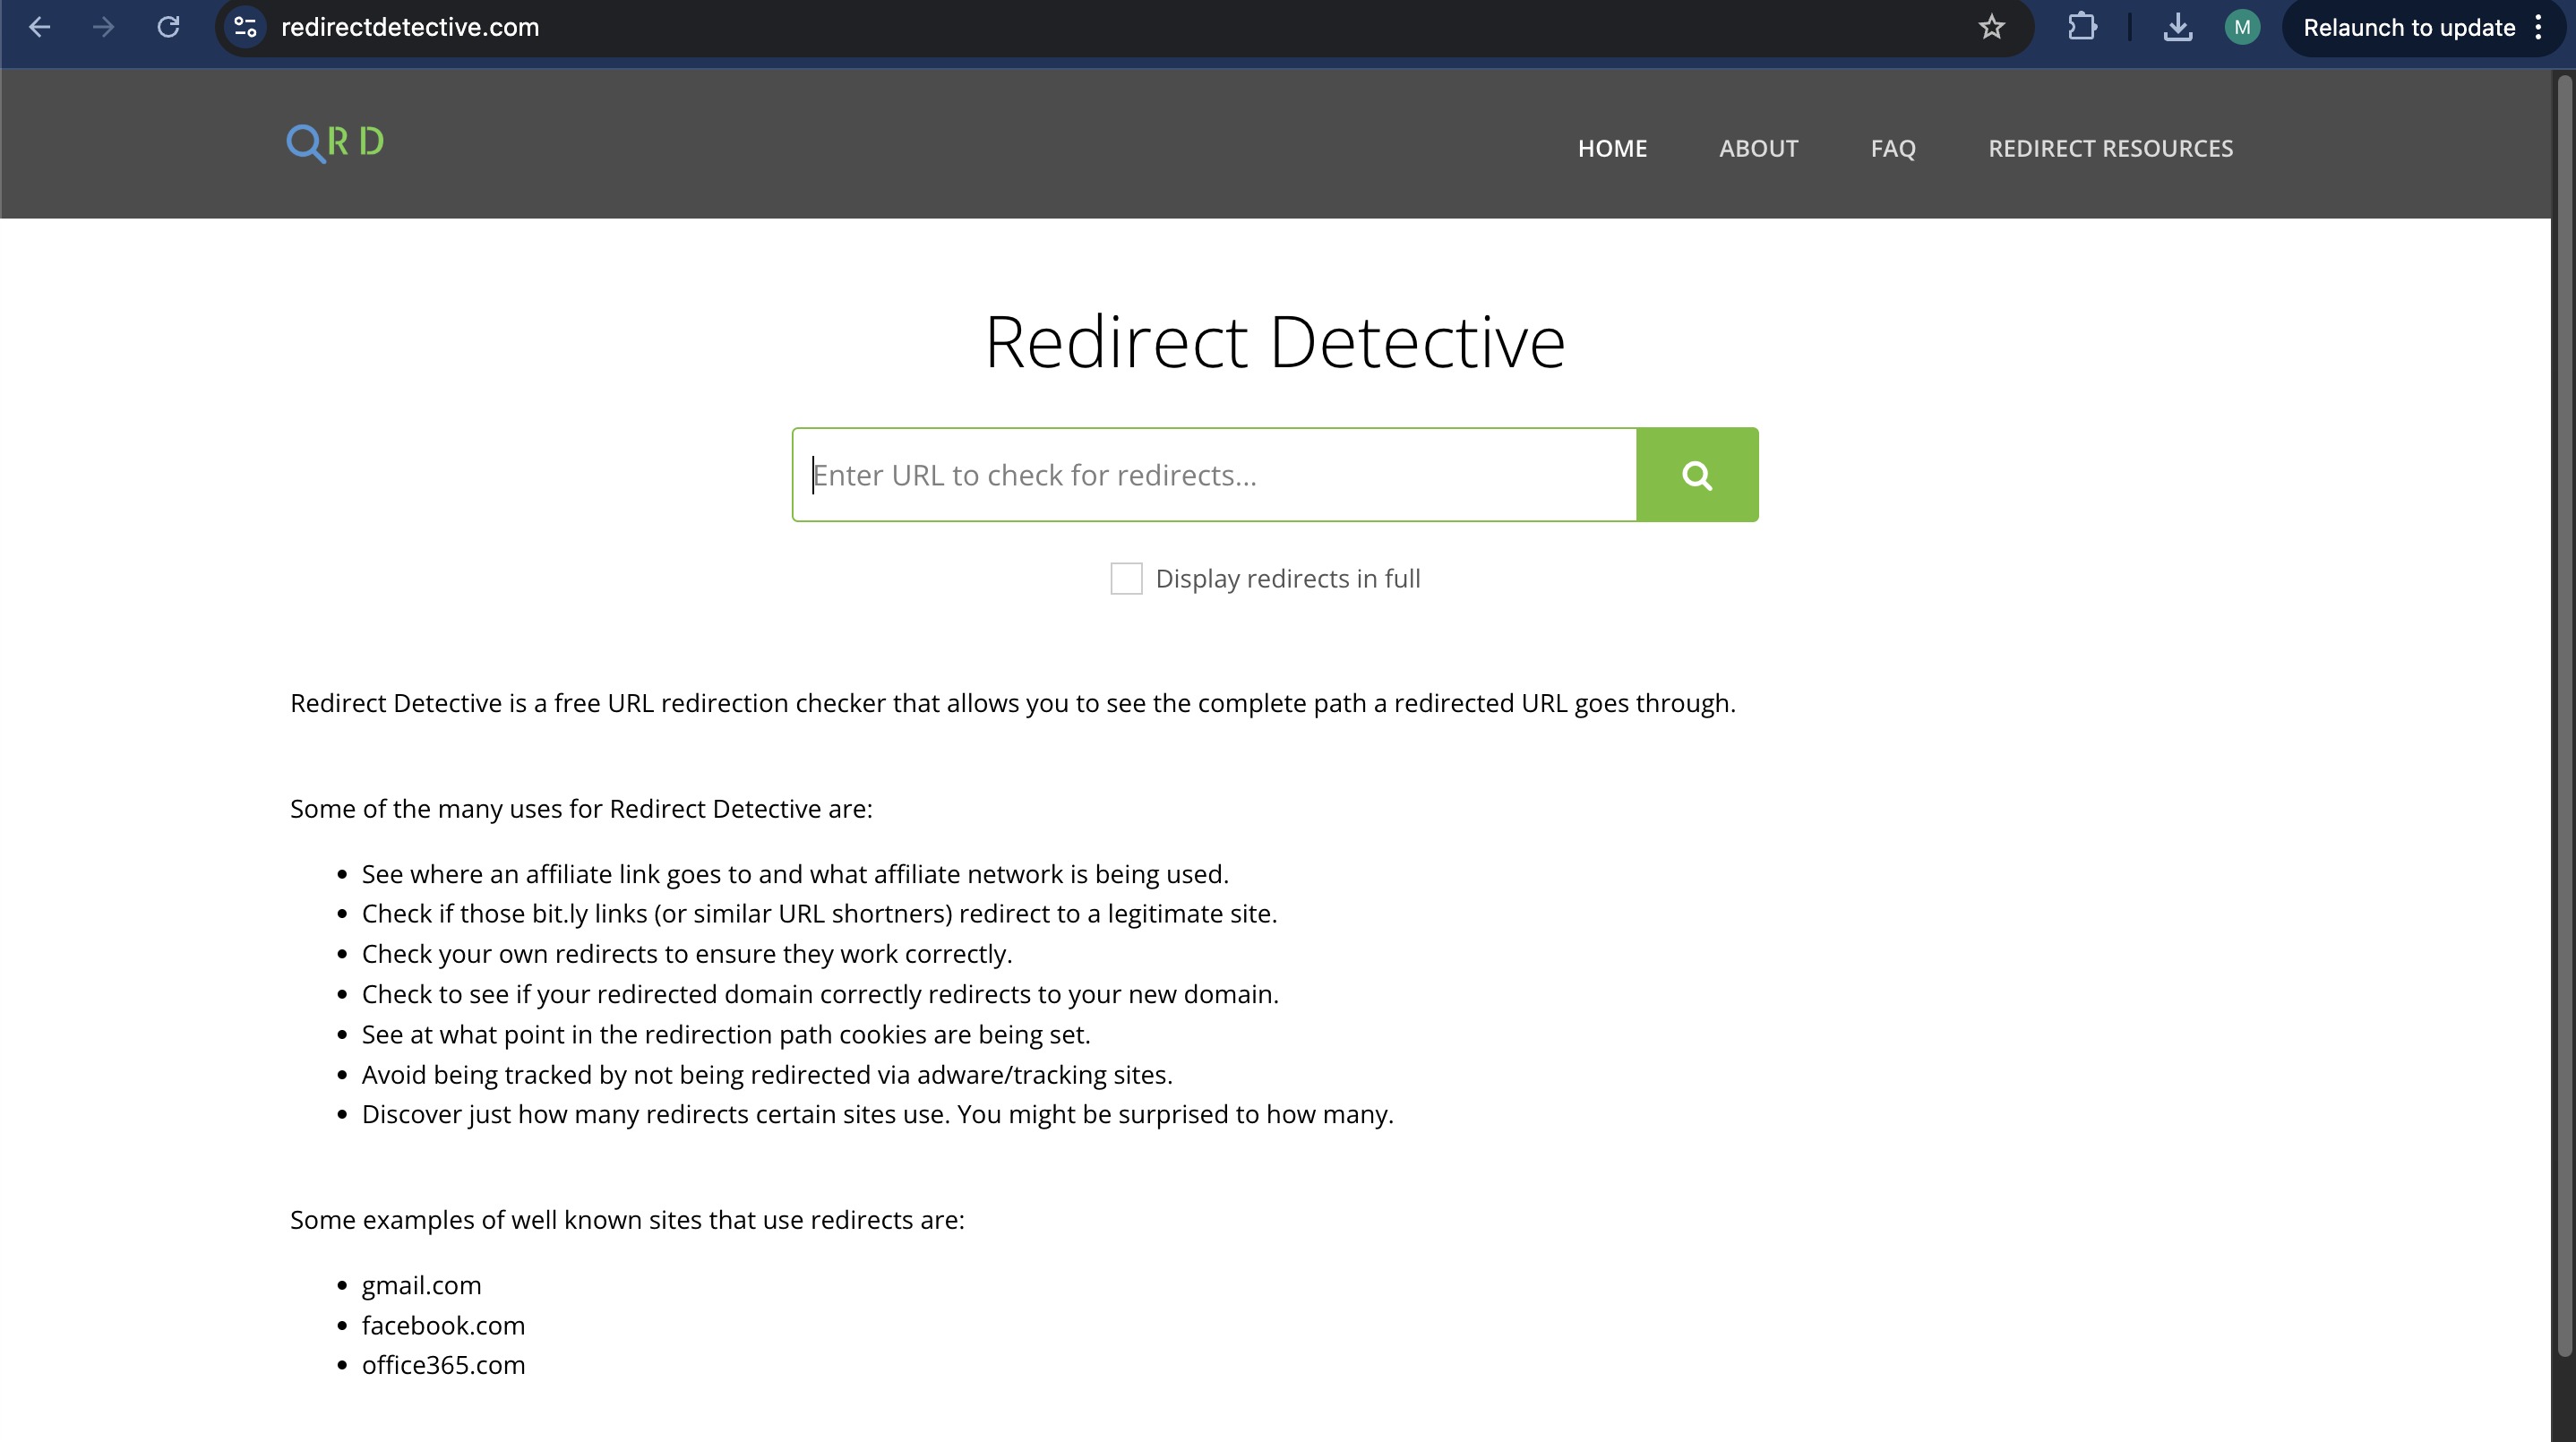 redirectdetective.com
M
Relaunch to update
R D
HOME ABOUT FAQ REDIRECT RESOURCES
Redirect Detective
Enter URL to check for redirects...
Display redirects in full
Redirect Detective is a free URL redirection checker that allows you to see the complete path a redirected URL goes through.
Some of the many uses for Redirect Detective are:
• See where an affiliate link goes to and what affiliate network is being used.
• Check if those bit.ly links (or similar URL shortners) redirect to a legitimate site.
• Check your own redirects to ensure they work correctly.
• Check to see if your redirected domain correctly redirects to your new domain.
• See at what point in the redirection path cookies are being set.
• Avoid being tracked by not being redirected via adware/tracking sites.
• Discover just how many redirects certain sites use. You might be surprised to how many.
Some examples of well known sites that use redirects are:
• gmail.com
• facebook.com
• office365.com